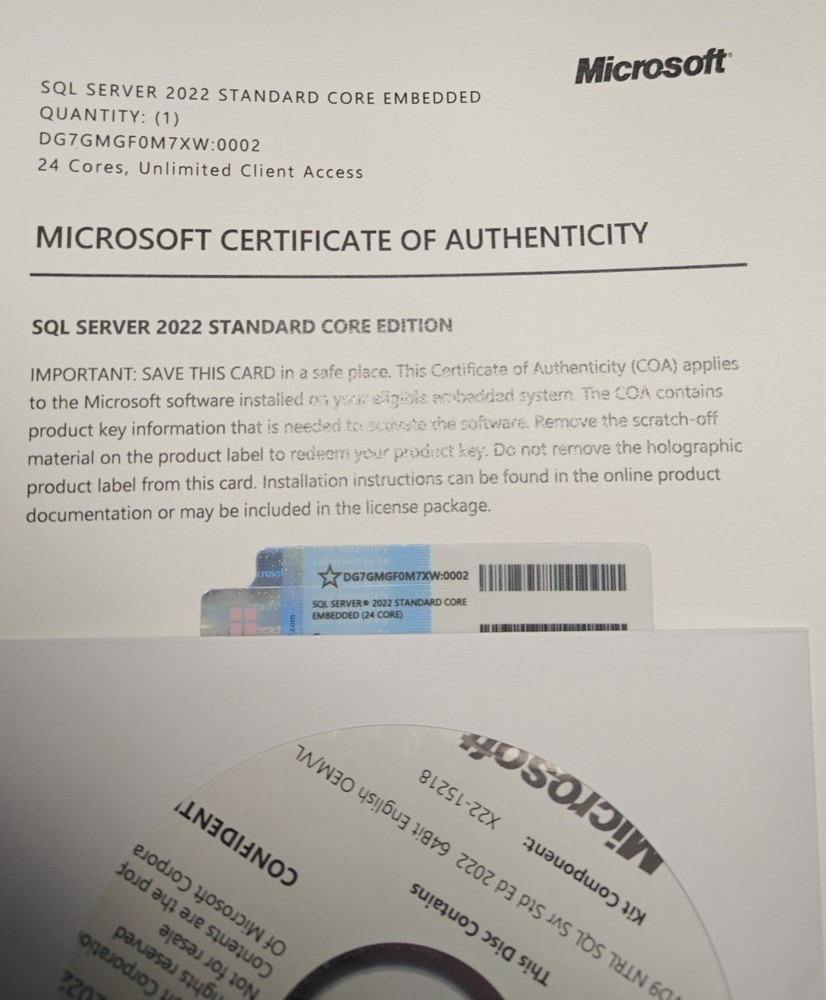 Microsoft
SQL SERVER 2022 STANDARD CORE EMBEDDED
QUANTITY: (1)
DG7GMGF0M7XW:0002
24 Cores, Unlimited Client Access
MICROSOFT CERTIFICATE OF AUTHENTICITY
SQL SERVER 2022 STANDARD CORE EDITION
IMPORTANT: SAVE THIS CARD in a safe place. This Certificate of Authenticity (COA) applies
to the Microsoft software installed on your eligible embedded system. The COA contains
product key information that is needed to activate the software. Remove the scratch-off
material on the product label to redeem your product key. Do not remove the holographic
product label from this card. Installation instructions can be found in the online product
documentation or may be included in the license package.
DG7GMGF0M7XW:0002
SQL SERVER® 2022 STANDARD CORE
EMBEDDED (24 CORE)
.com
Microsoft
Kit Component:
X22-15218
This Disc Contains
NTRL SQL Svr Std Ed 2022 64Bit English OEM/VL
CONFIDENT
Contents are the prop
Of Microsoft Corpora
Not for resale
rights reserved
Corporation